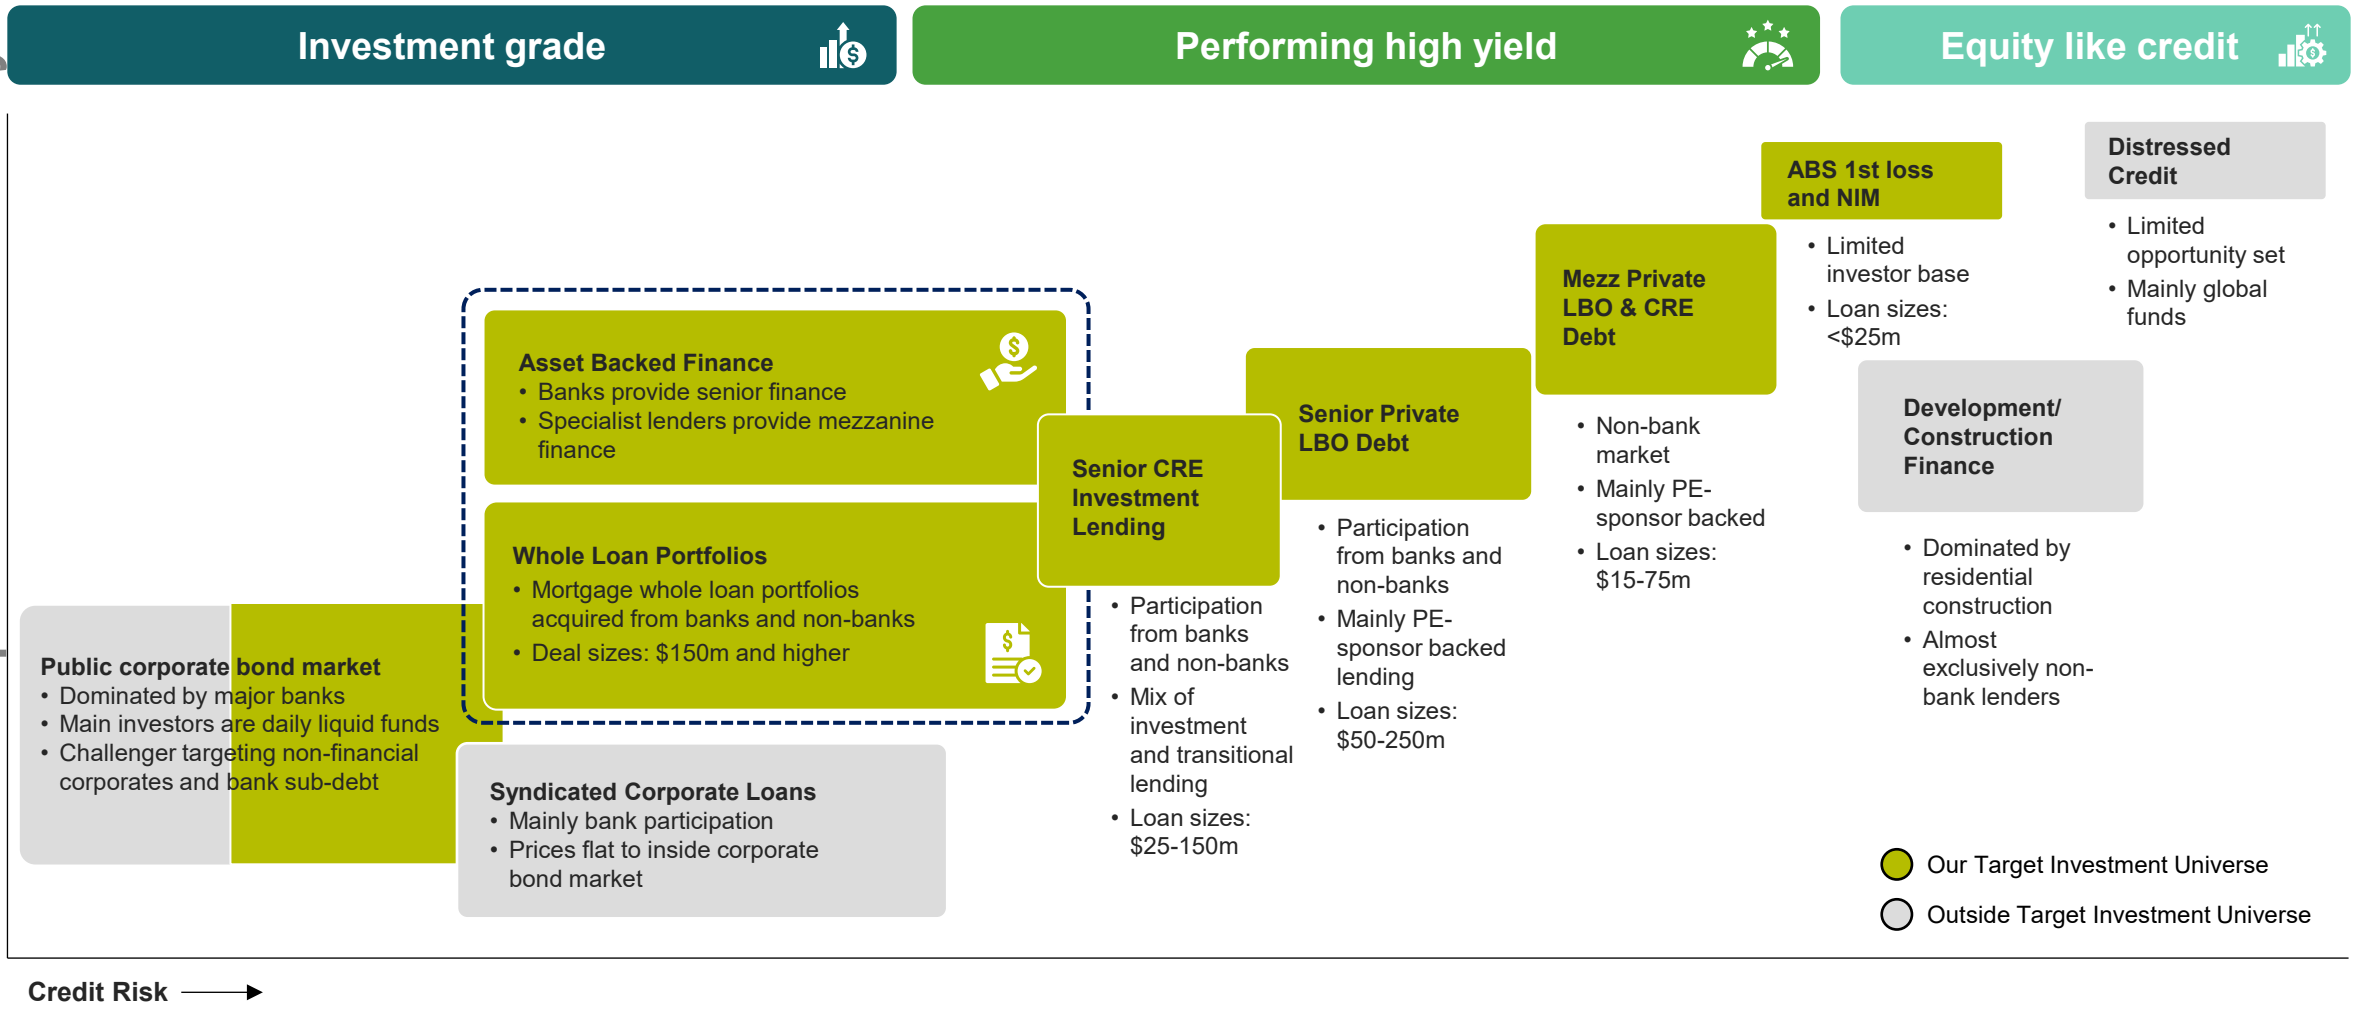 Investment grade
Performing high yield
Equity like credit
Public corporate bond market
• Dominated by major banks
• Main investors are daily liquid funds
• Challenger targeting non-financial
corporates and bank sub-debt
Asset Backed Finance
• Banks provide senior finance
• Specialist lenders provide mezzanine
finance
Whole Loan Portfolios
• Mortgage whole loan portfolios
acquired from banks and non-banks
• Deal sizes: $150m and higher
Syndicated Corporate Loans
• Mainly bank participation
• Prices flat to inside corporate
bond market
Senior CRE
Investment
Lending
• Participation
from banks
and non-banks
• Mix of
investment
and transitional
lending
• Loan sizes:
$25-150m
Senior Private
LBO Debt
• Participation
from banks and
non-banks
• Mainly PE-
sponsor backed
lending
• Loan sizes:
$50-250m
Mezz Private
LBO & CRE
Debt
• Non-bank
market
• Mainly PE-
sponsor backed
• Loan sizes:
$15-75m
ABS 1st loss
and NIM
• Limited
investor base
• Loan sizes:
<$25m
Development/
Construction
Finance
• Dominated by
residential
construction
• Almost
exclusively non-
bank lenders
Distressed
Credit
• Limited
opportunity set
• Mainly global
funds
Our Target Investment Universe
Outside Target Investment Universe
Credit Risk